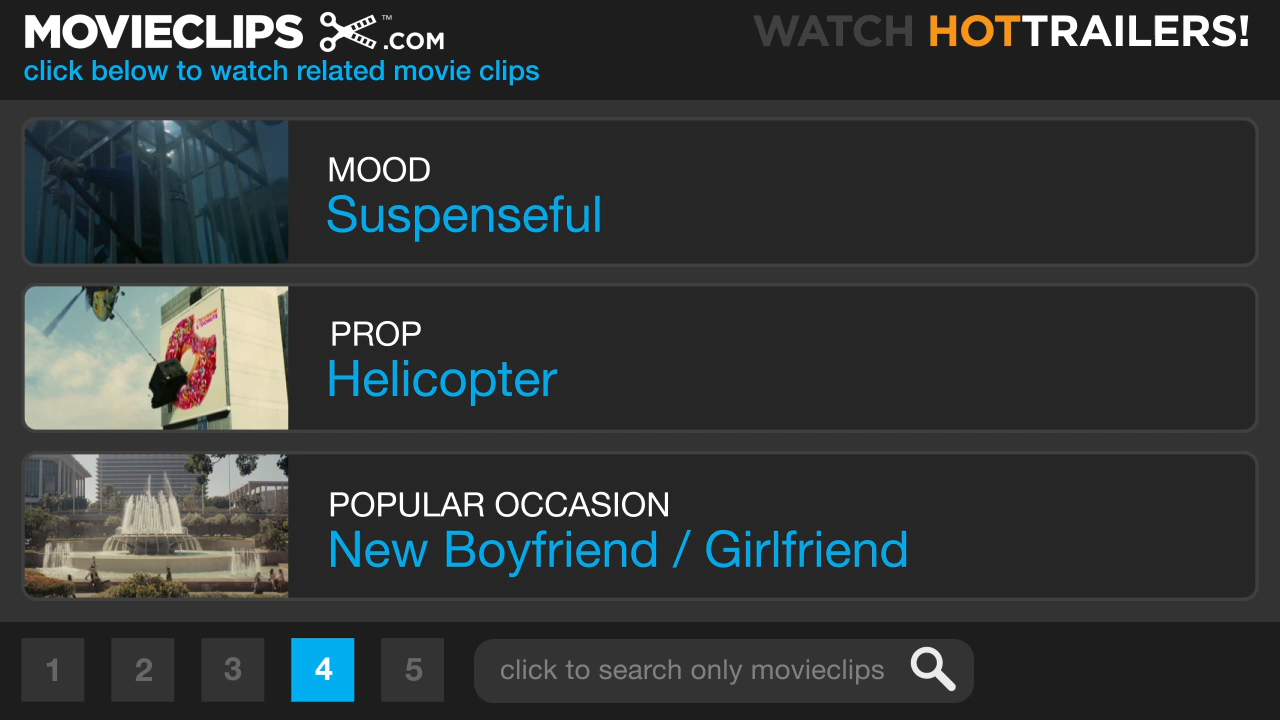 MOVIECLIPS ™ .COM
WATCH HOTTRAILERS!
click below to watch related movie clips
MOOD
Suspenseful
PROP
Helicopter
POPULAR OCCASION
New Boyfriend / Girlfriend
1 2 3 4 5 click to search only movieclips